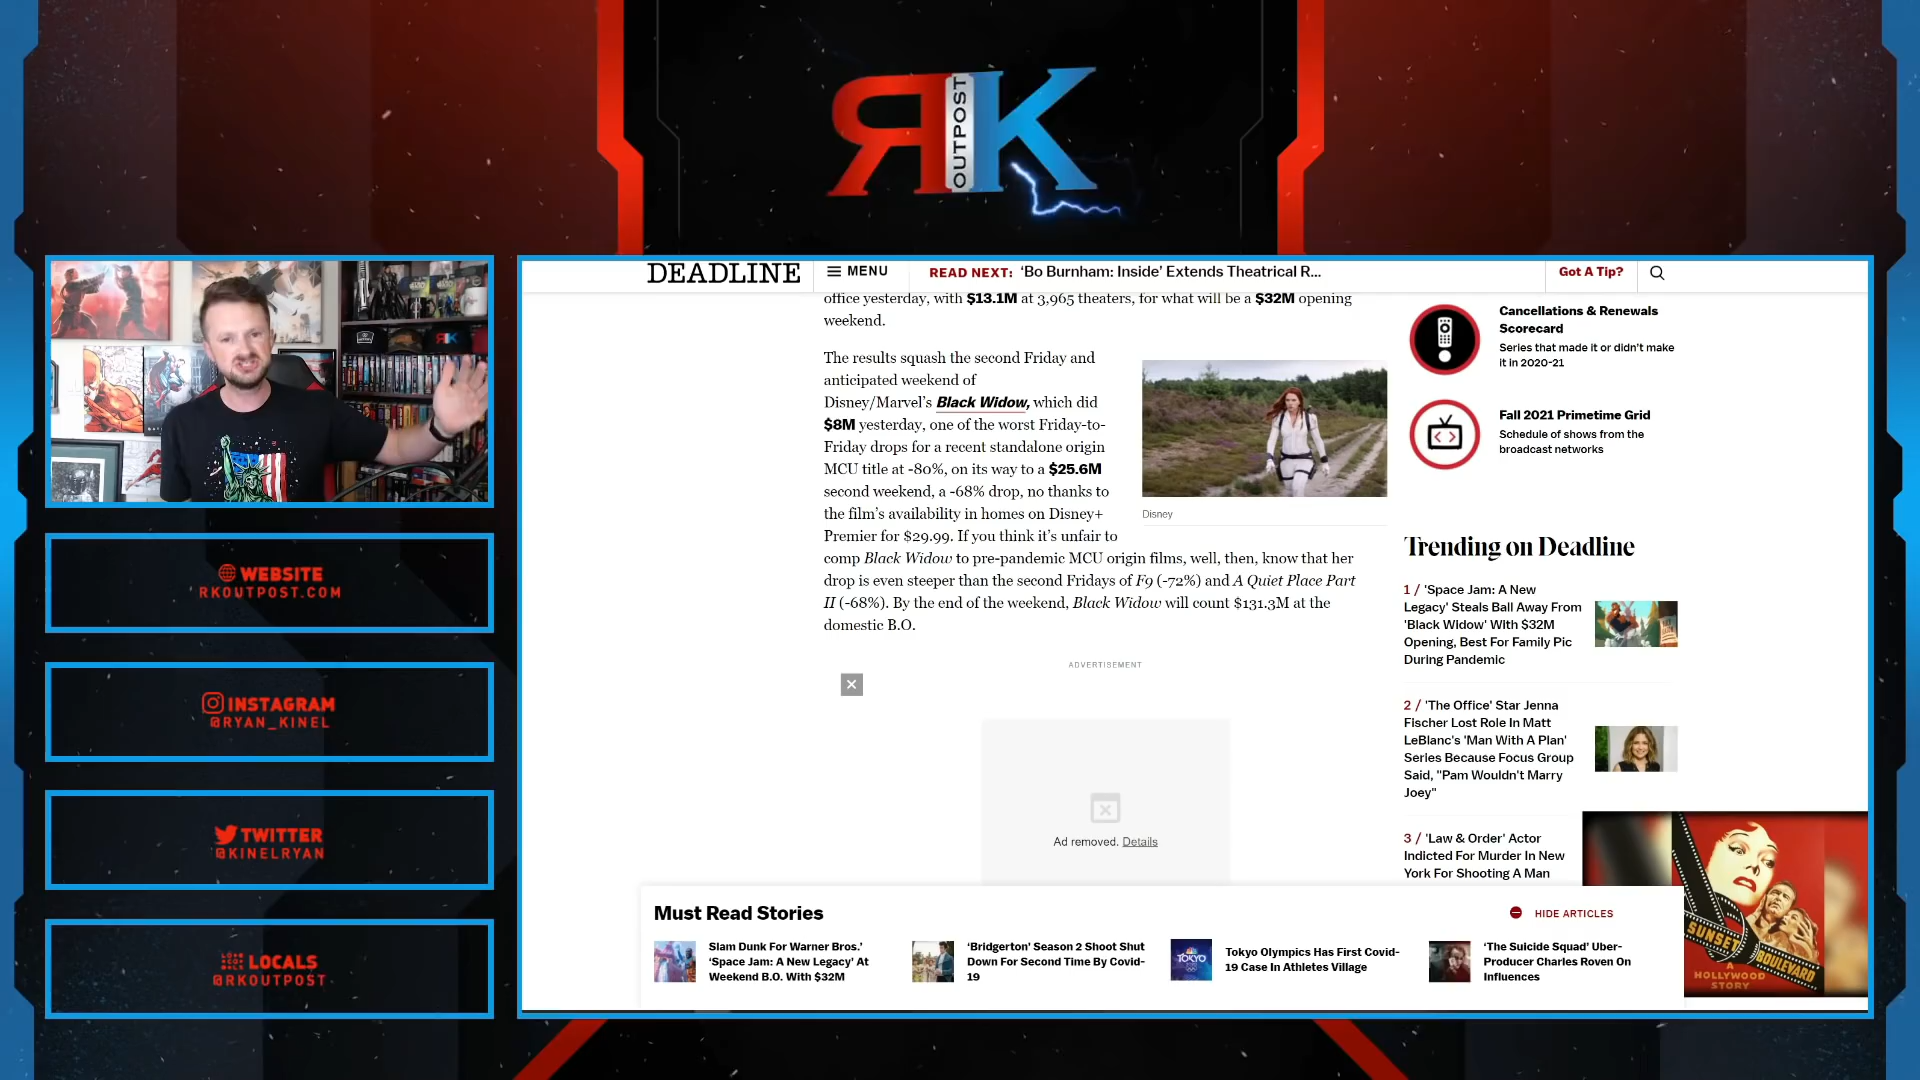 RK
OUTPOST
WEBSITE
RKOUTPOST.COM
INSTAGRAM
@RYAN_KINEL
TWITTER
@KINELRYAN
LOCALS
@RKOUTPOST
DEADLINE
MENU
READ NEXT: ‘Bo Burnham: Inside’ Extends Theatrical R...
Got A Tip?
office yesterday, with $13.1M at 3,965 theaters, for what will be a $32M opening
weekend.
The results squash the second Friday and
anticipated weekend of
Disney/Marvel’s Black Widow, which did
$8M yesterday, one of the worst Friday-to-
Friday drops for a recent standalone origin
MCU title at -80%, on its way to a $25.6M
second weekend, a -68% drop, no thanks to
the film’s availability in homes on Disney+
Premier for $29.99. If you think it’s unfair to
comp Black Widow to pre-pandemic MCU origin films, well, then, know that her
drop is even steeper than the second Fridays of F9 (-72%) and A Quiet Place Part
II (-68%). By the end of the weekend, Black Widow will count $131.3M at the
domestic B.O.
Disney
ADVERTISEMENT
Ad removed. Details
Cancellations & Renewals
Scorecard
Series that made it or didn’t make
it in 2020-21
Fall 2021 Primetime Grid
Schedule of shows from the
broadcast networks
Trending on Deadline
1 / 'Space Jam: A New
Legacy' Steals Ball Away From
'Black Widow' With $32M
Opening, Best For Family Pic
During Pandemic
2 / 'The Office' Star Jenna
Fischer Lost Role In Matt
LeBlanc's 'Man With A Plan'
Series Because Focus Group
Said, "Pam Wouldn't Marry
Joey"
3 / 'Law & Order' Actor
Indicted For Murder In New
York For Shooting A Man
SUNSET
BOULEVARD
A
HOLLYWOOD
STORY
Must Read Stories
HIDE ARTICLES
Slam Dunk For Warner Bros.’
‘Space Jam: A New Legacy’ At
Weekend B.O. With $32M
‘Bridgerton’ Season 2 Shoot Shut
Down For Second Time By Covid-
19
TOKYO
Tokyo Olympics Has First Covid-
19 Case In Athletes Village
‘The Suicide Squad’ Uber-
Producer Charles Roven On
Influences